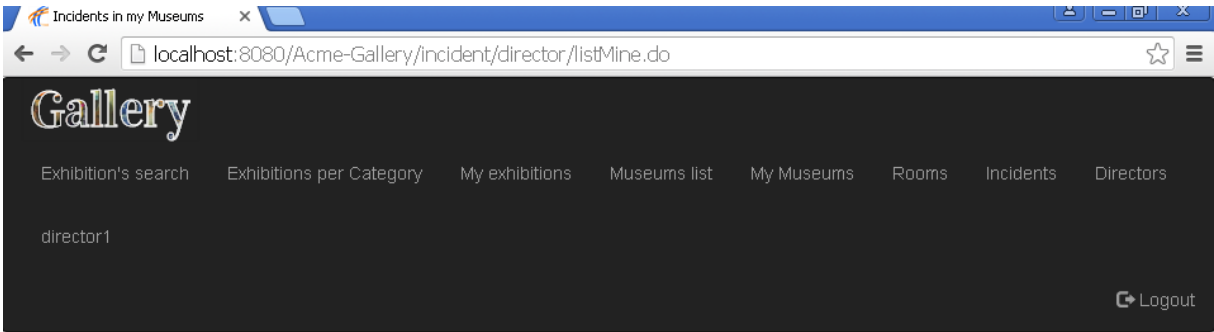 Incidents in my Museums
localhost:8080/Acme-Gallery/incident/director/listMine.do
Gallery
Exhibition's search Exhibitions per Category My exhibitions Museums list My Museums Rooms Incidents Directors
director1
Logout